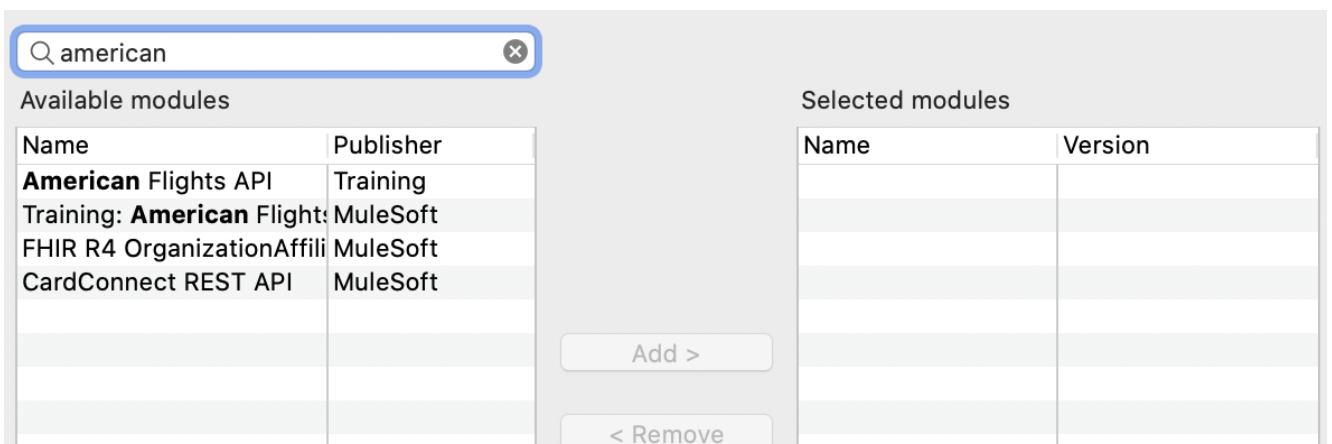 american
Available modules
Selected modules
Name Publisher
Name Version
American Flights API Training
Training: American Flights MuleSoft
FHIR R4 OrganizationAffili MuleSoft
CardConnect REST API MuleSoft
Add >
< Remove